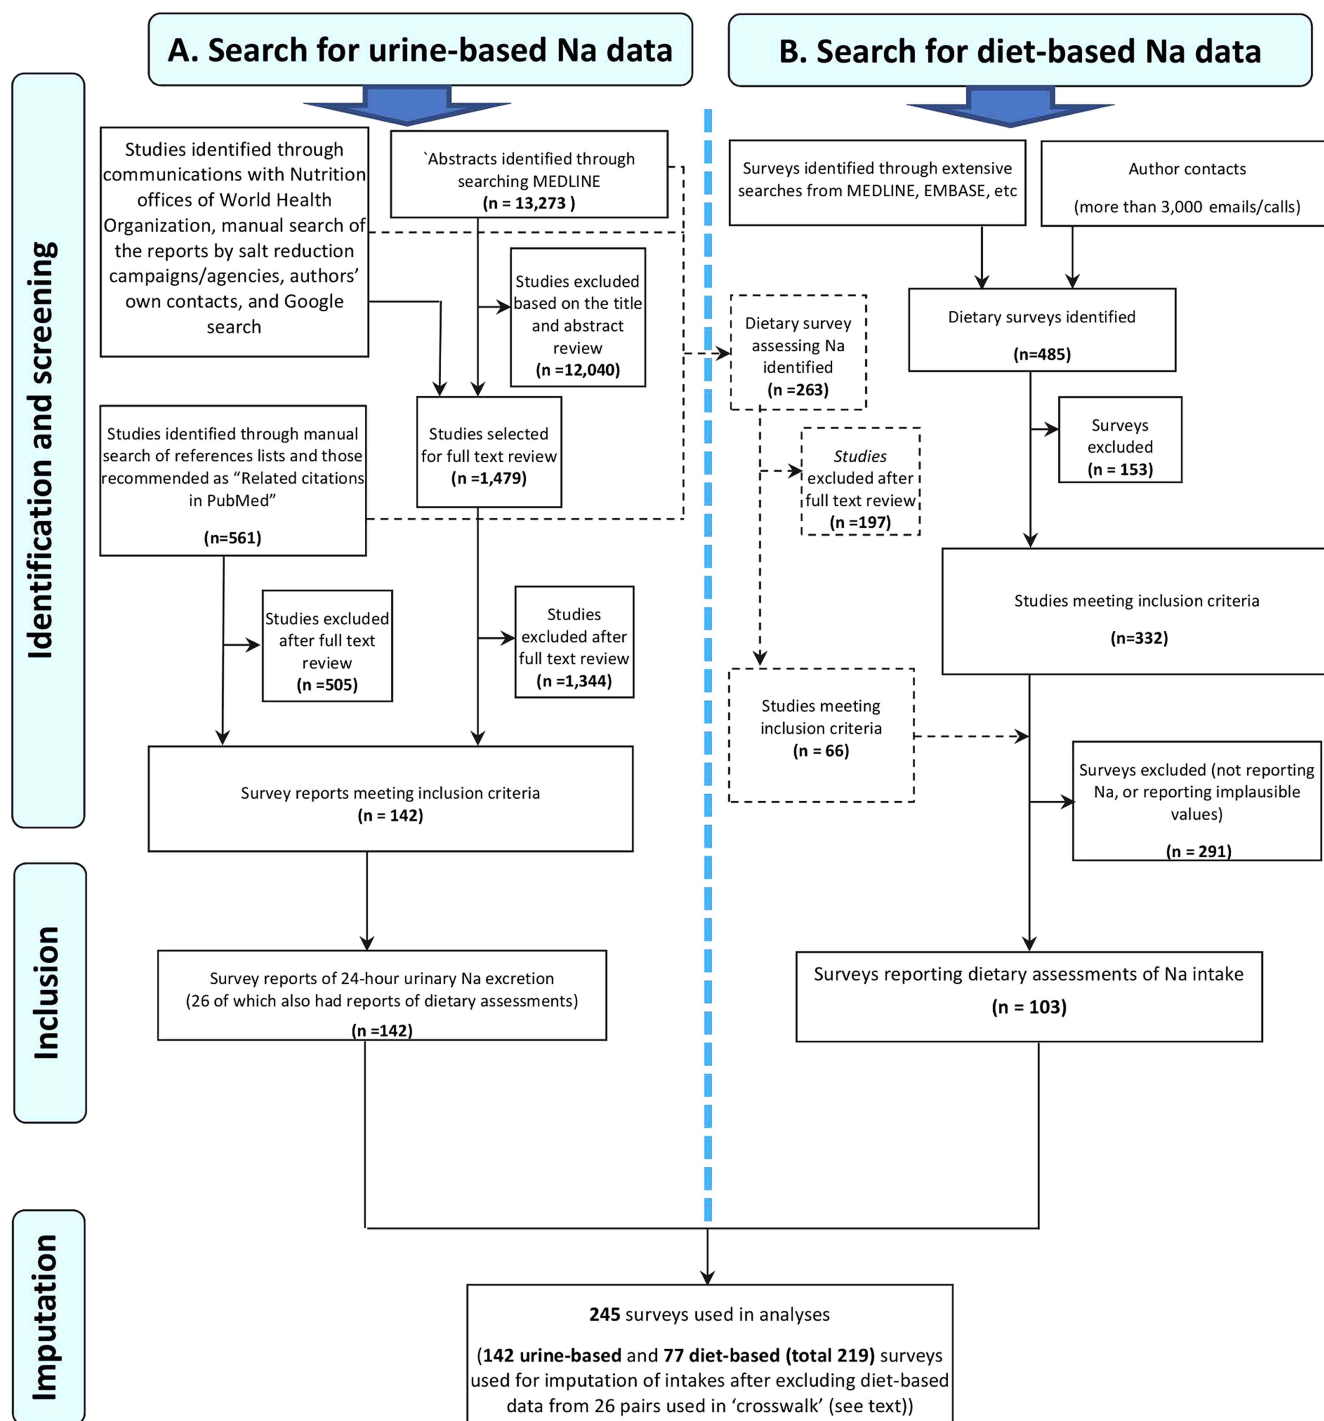 A. Search for urine-based Na data
B. Search for diet-based Na data
Identification and screening
Studies identified through
communications with Nutrition
offices of World Health
Organization, manual search of
the reports by salt reduction
campaigns/agencies, authors’
own contacts, and Google
search
`Abstracts identified through
searching MEDLINE
(n = 13,273 )
Studies excluded
based on the title
and abstract
review
(n =12,040)
Studies identified through manual
search of references lists and those
recommended as “Related citations
in PubMed”
(n=561)
Studies selected
for full text review
(n =1,479)
Studies excluded
after full text
review
(n =505)
Studies
excluded after
full text review
(n =1,344)
Survey reports meeting inclusion criteria
(n = 142)
Surveys identified through extensive
searches from MEDLINE, EMBASE, etc
Author contacts
(more than 3,000 emails/calls)
Dietary survey
assessing Na
identified
(n =263)
Dietary surveys identified
(n=485)
Surveys
excluded
(n = 153)
Studies
excluded after
full text review
(n =197)
Studies meeting inclusion criteria
(n=332)
Studies meeting
inclusion criteria
(n = 66)
Surveys excluded (not reporting
Na, or reporting implausible
values)
(n = 291)
Inclusion
Survey reports of 24-hour urinary Na excretion
(26 of which also had reports of dietary assessments)
(n =142)
Surveys reporting dietary assessments of Na intake
(n = 103)
Imputation
245 surveys used in analyses
(142 urine-based and 77 diet-based (total 219) surveys
used for imputation of intakes after excluding diet-based
data from 26 pairs used in ‘crosswalk’ (see text))